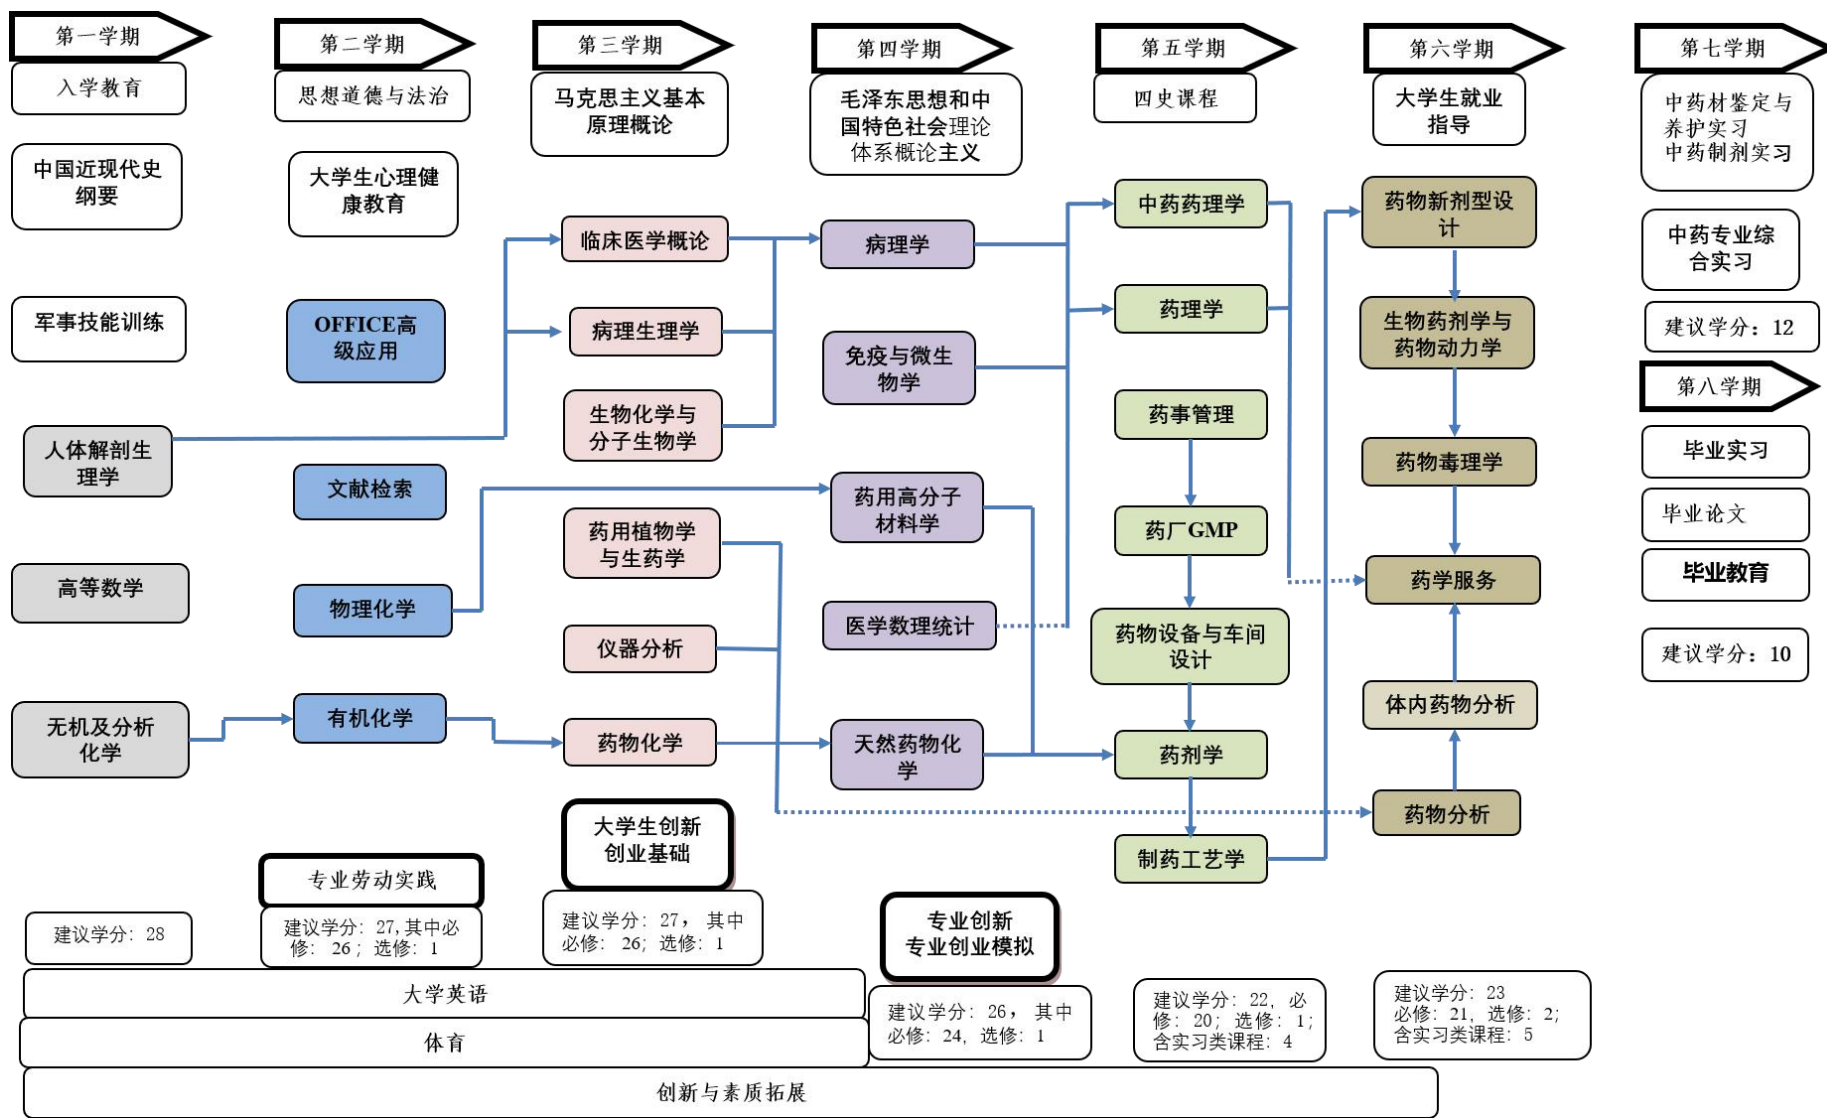 第一学期
入学教育
中国近现代史
纲要
军事技能训练
人体解剖生
理学
高等数学
无机及分析
化学
建议学分：28
第二学期
思想道德与法治
大学生心理健
康教育
OFFICE高
级应用
文献检索
物理化学
有机化学
专业劳动实践
建议学分：27,其中必
修：26；选修：1
第三学期
马克思主义基本
原理概论
临床医学概论
病理生理学
生物化学与
分子生物学
药用植物学
与生药学
仪器分析
药物化学
大学生创新
创业基础
建议学分：27，其中
必修：26；选修：1
第四学期
毛泽东思想和中
国特色社会理论
体系概论主义
病理学
免疫与微生
物学
药用高分子
材料学
医学数理统计
天然药物化
学
专业创新
专业创业模拟
建议学分：26，其中
必修：24，选修：1
第五学期
四史课程
中药药理学
药理学
药事管理
药厂GMP
药物设备与车间
设计
药剂学
制药工艺学
建议学分：22，必
修：20；选修：1；
含实习类课程：4
第六学期
大学生就业
指导
药物新剂型设
计
生物药剂学与
药物动力学
药物毒理学
药学服务
体内药物分析
药物分析
建议学分：23
必修：21，选修：2；
含实习类课程：5
第七学期
中药材鉴定与
养护实习
中药制剂实习
中药专业综
合实习
建议学分：12
第八学期
毕业实习
毕业论文
毕业教育
建议学分：10
大学英语
体育
创新与素质拓展